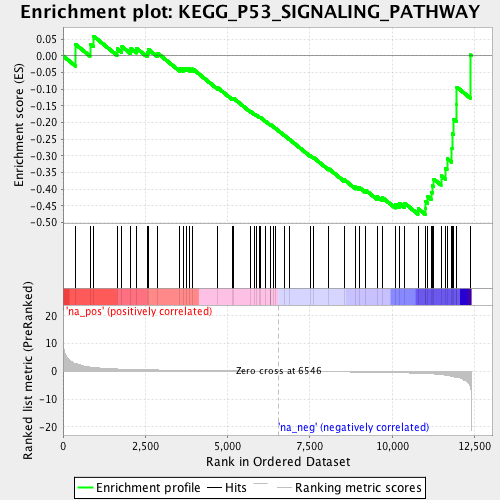 Enrichment plot: KEGG_P53_SIGNALING_PATHWAY
Enrichment score (ES)
0.05
0.00
-0.05
-0.10
-0.15
-0.20
-0.25
-0.30
-0.35
-0.40
-0.45
-0.50
'na_pos' (positively correlated)
Ranked list metric (PreRanked)
20
10
0
-10
-20
Zero cross at 6546
'na_neg' (negatively correlated)
0
2,500
5,000
7,500
10,000
12,500
Rank in Ordered Dataset
Enrichment profile
Hits
Ranking metric scores